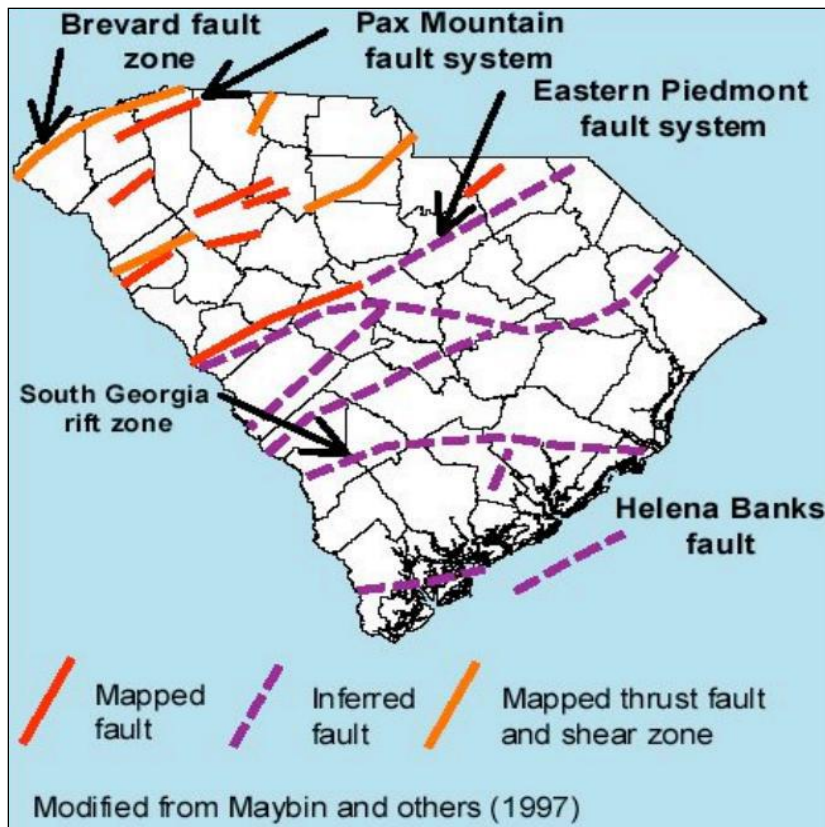 Brevard fault
zone
Pax Mountain
fault system
Eastern Piedmont
fault system
South Georgia
rift zone
Helena Banks
fault
Mapped
fault
Inferred
fault
Mapped thrust fault
and shear zone
Modified from Maybin and others (1997)